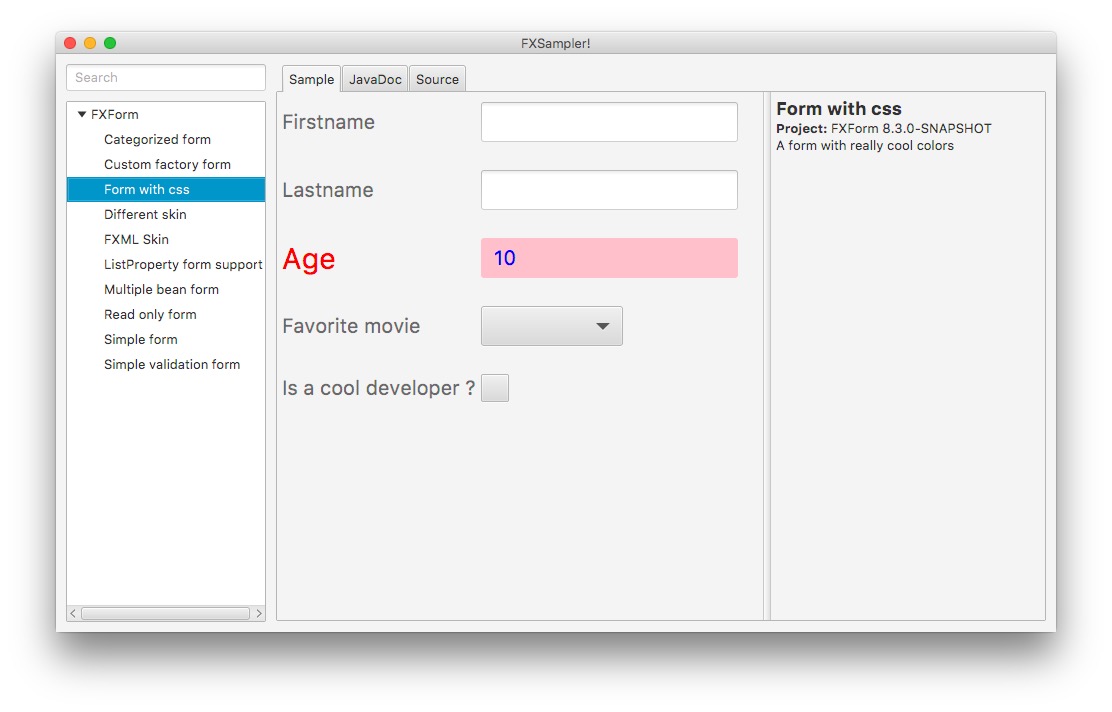 FXSampler!
Search
FXForm
Categorized form
Custom factory form
Form with css
Different skin
FXML Skin
ListProperty form support
Multiple bean form
Read only form
Simple form
Simple validation form
Sample
JavaDoc
Source
Firstname
Lastname
Age
10
Favorite movie
Is a cool developer ?
Form with css
Project: FXForm 8.3.0-SNAPSHOT
A form with really cool colors